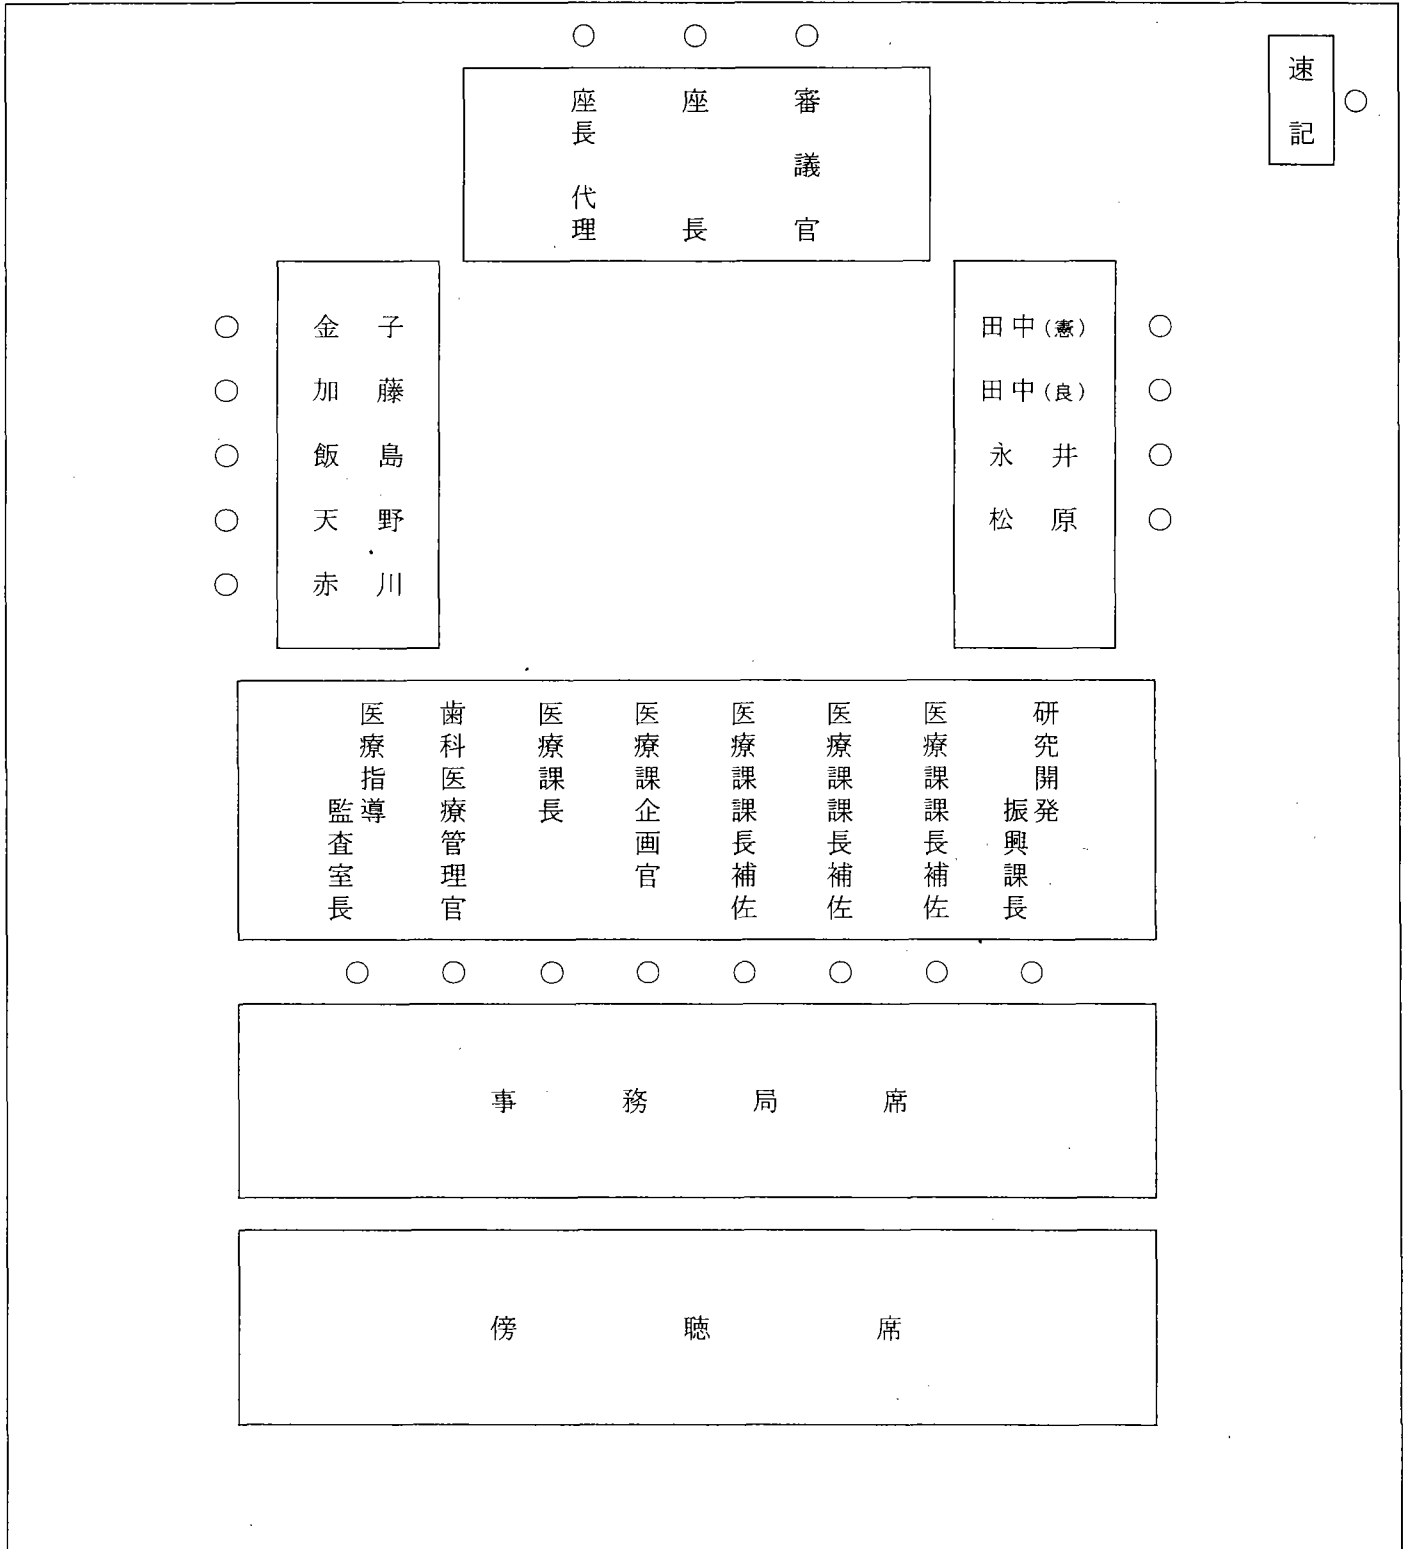 座長代理
座長
審議官
速記
金子
加藤
飯島
天野
赤川
田中(憲)
田中(良)
永井
松原
医療指導
監査室長
歯科医療管理官
医療課長
医療課企画官
医療課課長補佐
医療課課長補佐
医療課課長補佐
研究開発
振興課長
事務局席
傍聴席